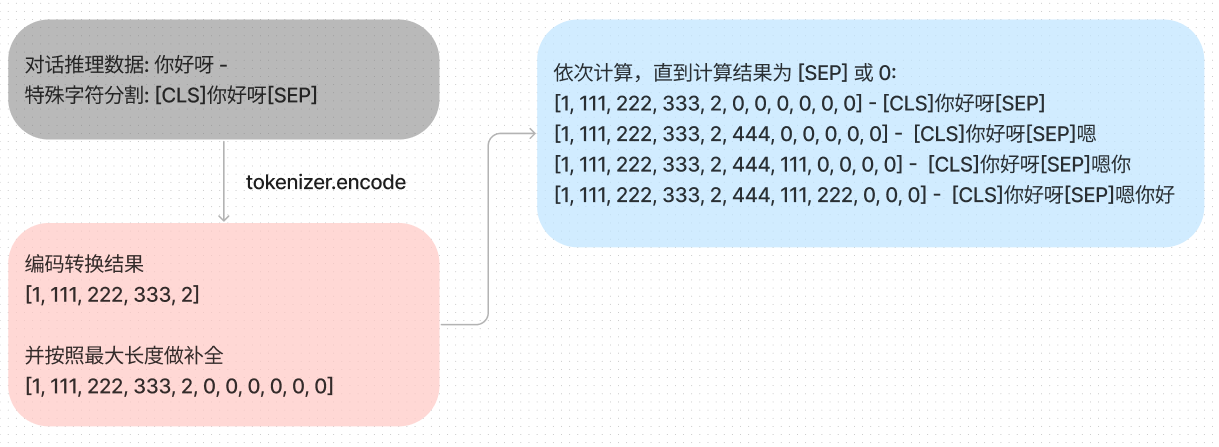 对话推理数据: 你好呀 -
特殊字符分割: [CLS]你好呀[SEP]
tokenizer.encode
编码转换结果
[1, 111, 222, 333, 2]
并按照最大长度做补全
[1, 111, 222, 333, 2, 0, 0, 0, 0, 0, 0]
依次计算，直到计算结果为 [SEP] 或 0:
[1, 111, 222, 333, 2, 0, 0, 0, 0, 0, 0] - [CLS]你好呀[SEP]
[1, 111, 222, 333, 2, 444, 0, 0, 0, 0, 0] - [CLS]你好呀[SEP]嗯
[1, 111, 222, 333, 2, 444, 111, 0, 0, 0, 0] - [CLS]你好呀[SEP]嗯你
[1, 111, 222, 333, 2, 444, 111, 222, 0, 0, 0] - [CLS]你好呀[SEP]嗯你好